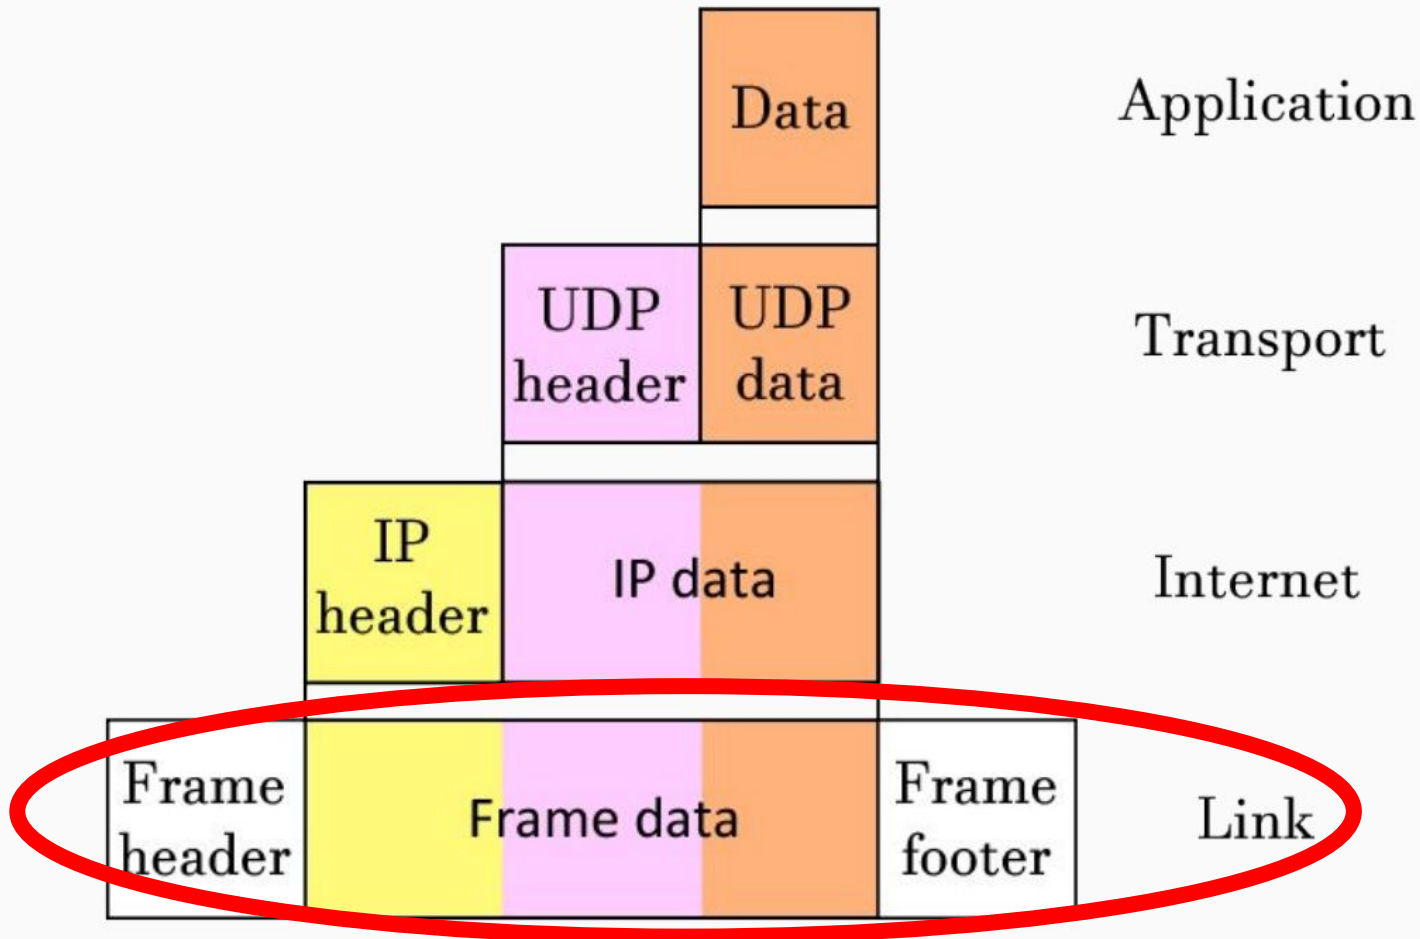 Data
Application
UDP
header
UDP
data
Transport
IP
header
IP data
Internet
Frame
header
Frame data
Frame
footer
Link